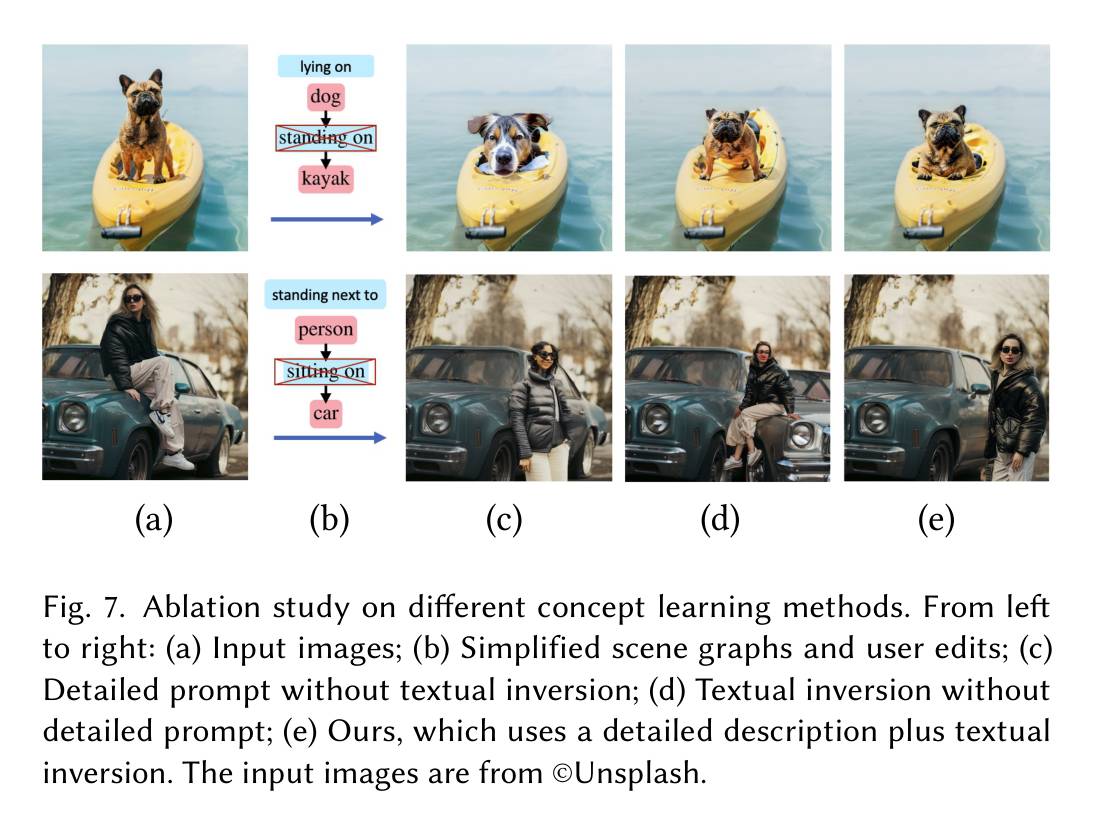 lying on
dog
standing on
kayak
standing next to
person
sitting on
car
(a)
(b)
(c)
(d)
(e)
Fig. 7. Ablation study on different concept learning methods. From left
to right: (a) Input images; (b) Simplified scene graphs and user edits; (c)
Detailed prompt without textual inversion; (d) Textual inversion without
detailed prompt; (e) Ours, which uses a detailed description plus textual
inversion. The input images are from ©Unsplash.